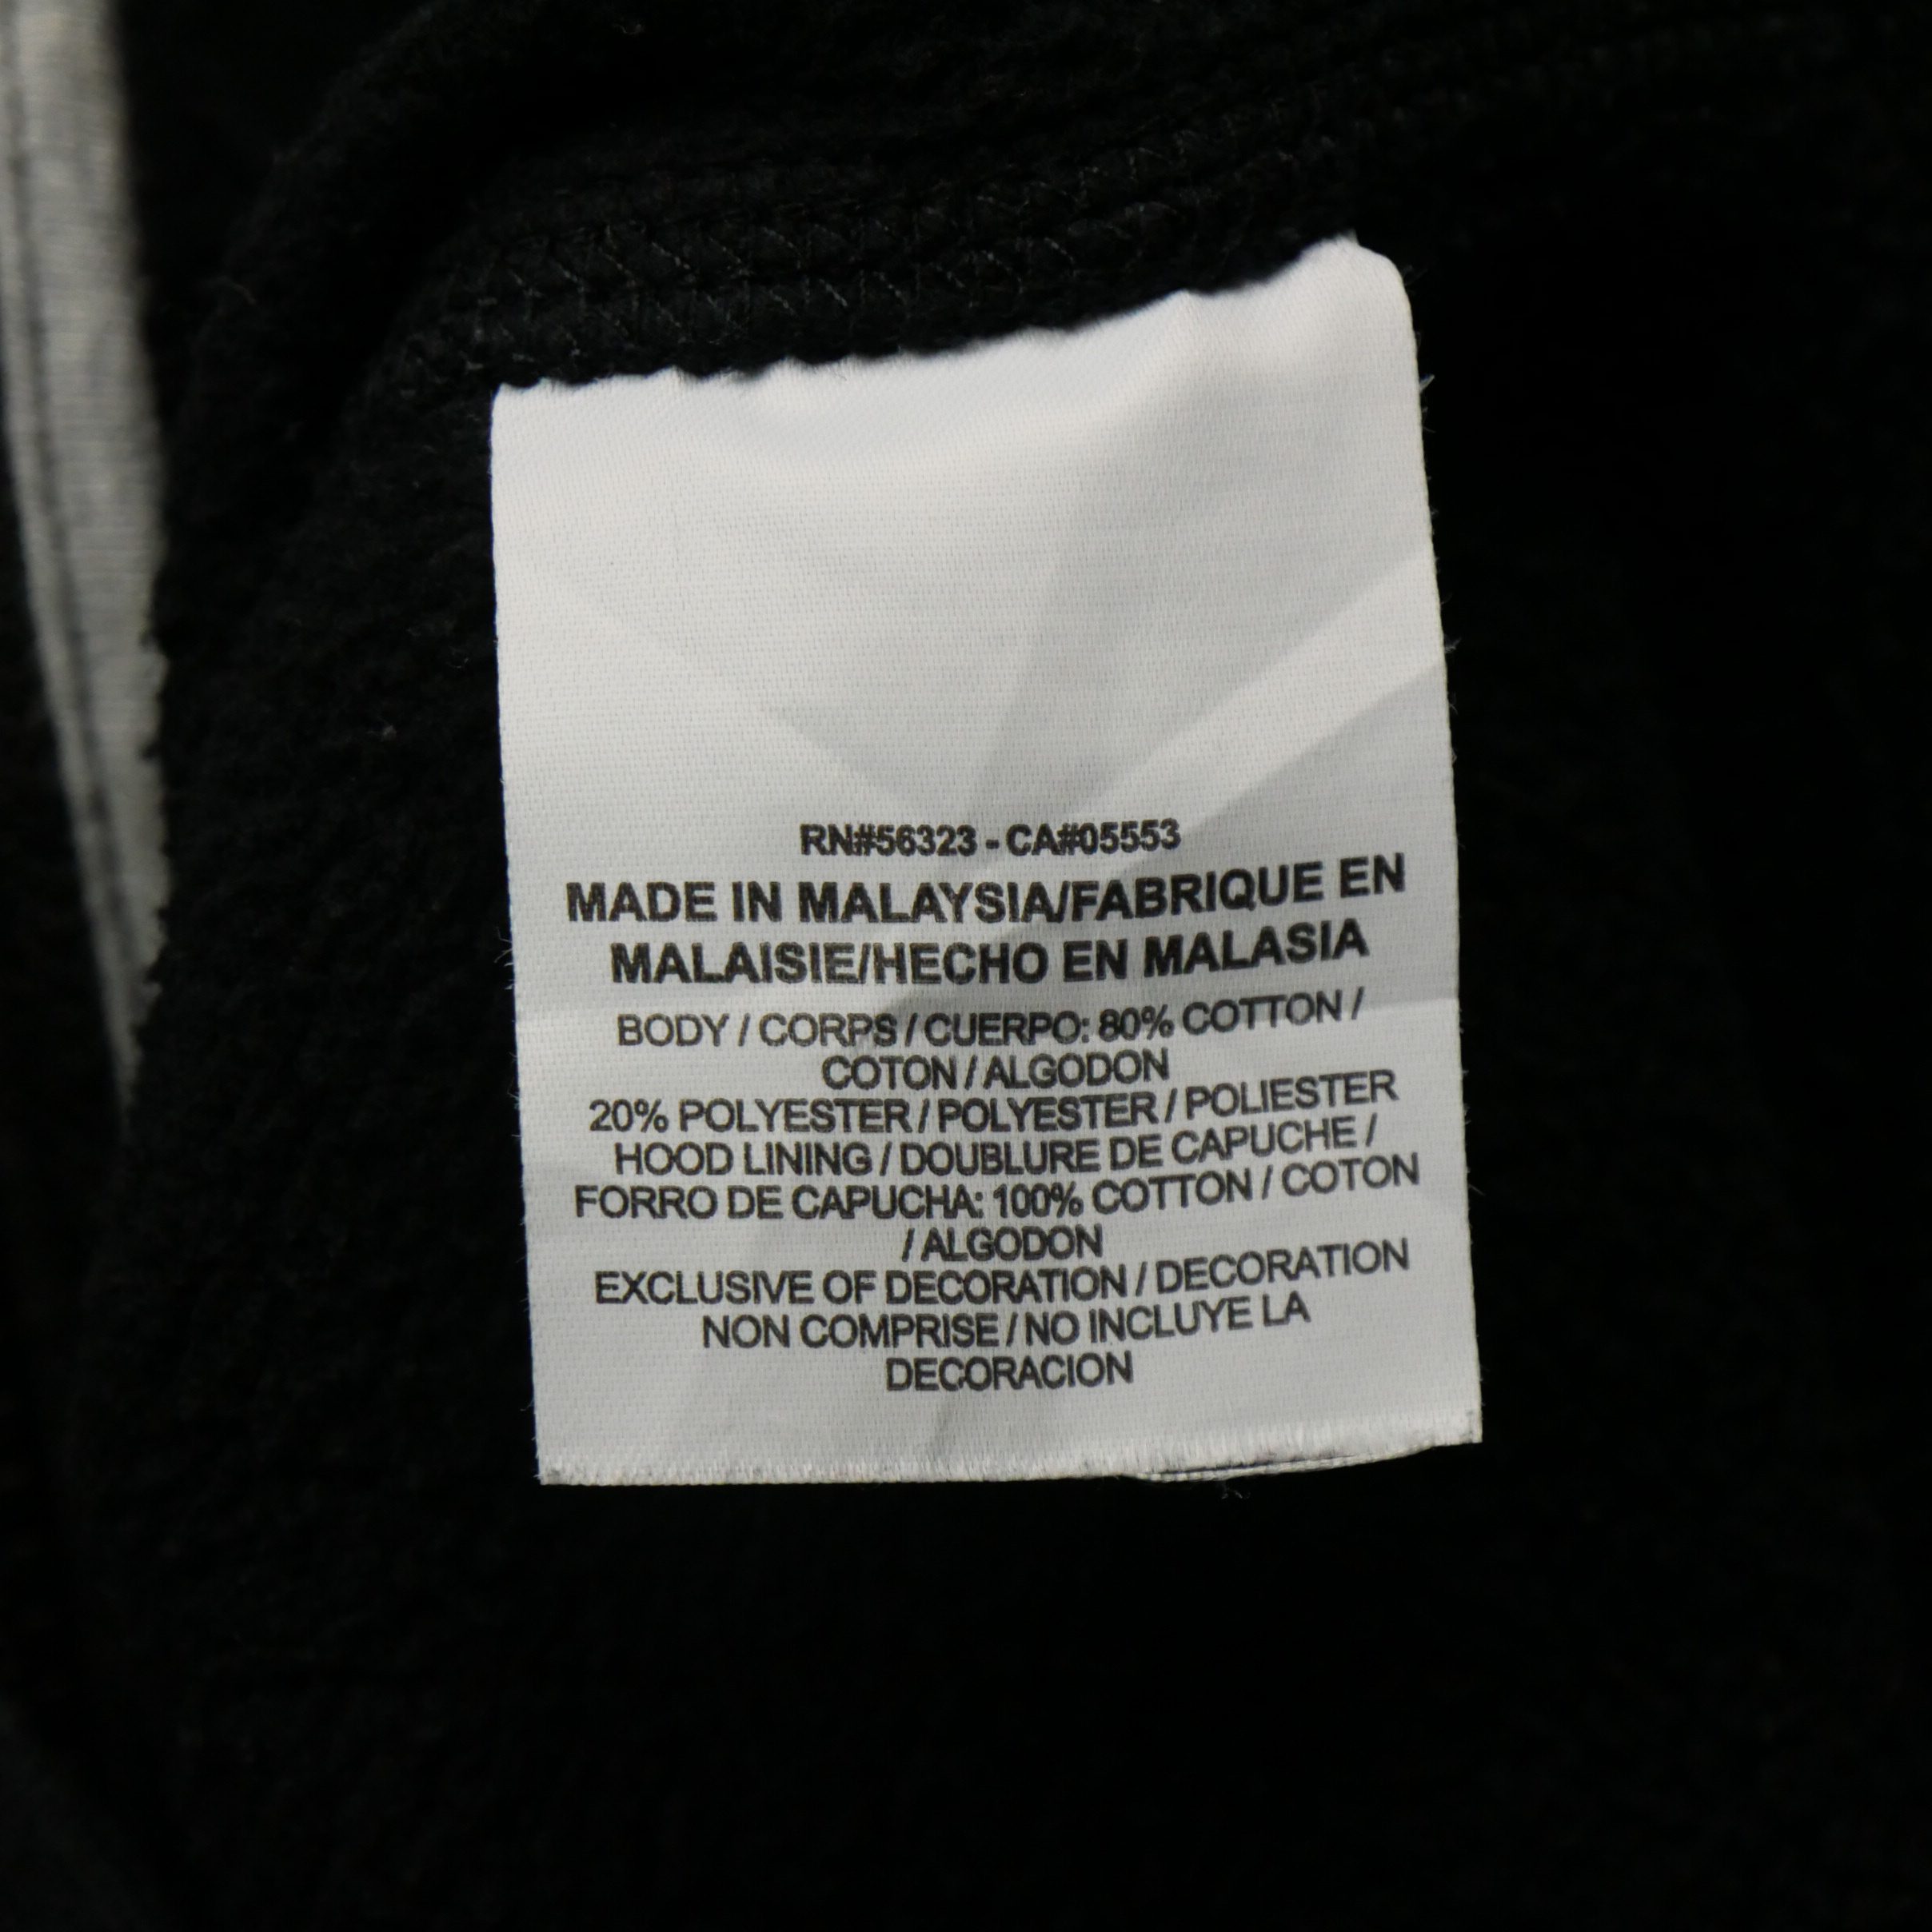 RN#56323 - CA#05553
MADE IN MALAYSIA/FABRIQUE EN
MALAISIE/HECHO EN MALASIA
BODY / CORPS / CUERPO: 80% COTTON /
COTON / ALGODON
20% POLYESTER / POLYESTER / POLIESTER
HOOD LINING / DOUBLURE DE CAPUCHE /
FORRO DE CAPUCHA: 100% COTTON / COTON
/ ALGODON
EXCLUSIVE OF DECORATION / DECORATION
NON COMPRISE / NO INCLUYE LA
DECORACION